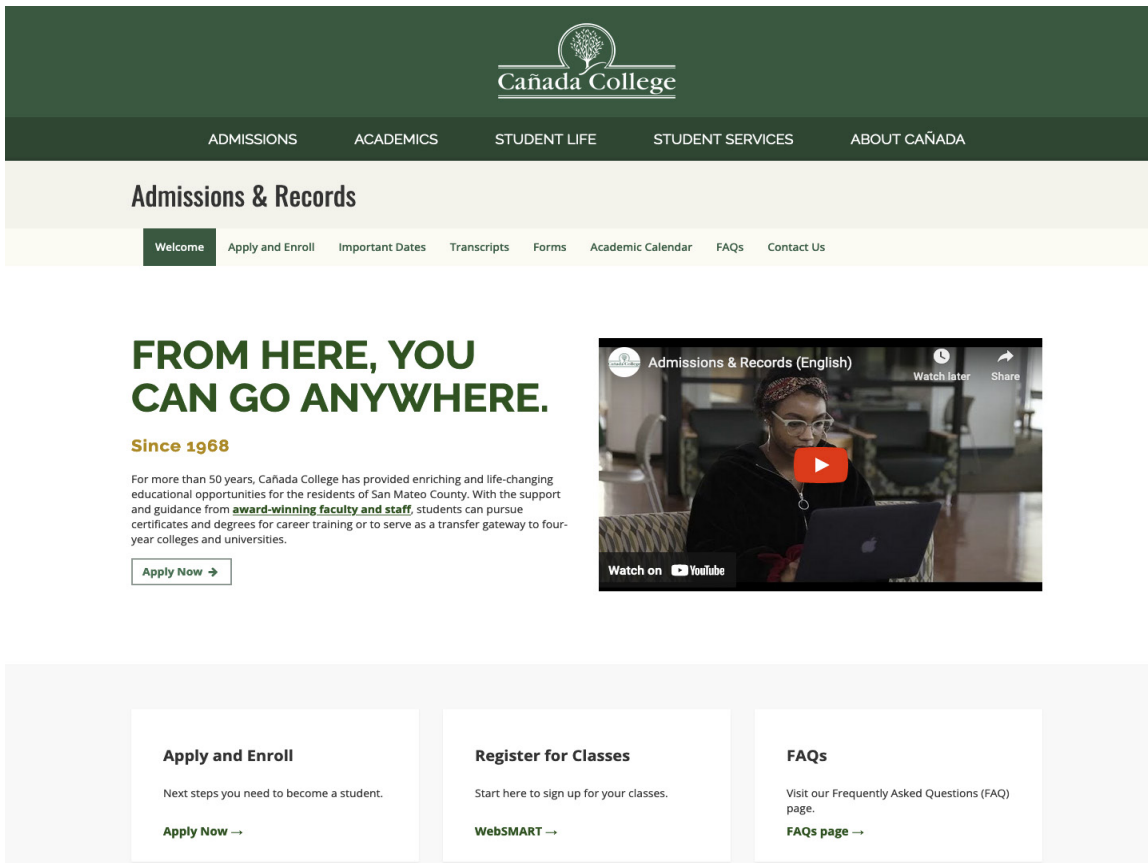 Cañada College
ADMISSIONS ACADEMICS STUDENT LIFE STUDENT SERVICES ABOUT CAÑADA
Admissions & Records
Welcome Apply and Enroll Important Dates Transcripts Forms Academic Calendar FAQs Contact Us
FROM HERE, YOU
CAN GO ANYWHERE.
Since 1968
For more than 50 years, Cañada College has provided enriching and life-changing
educational opportunities for the residents of San Mateo County. With the support
and guidance from award-winning faculty and staff, students can pursue
certificates and degrees for career training or to serve as a transfer gateway to four-
year colleges and universities.
Apply Now →
Admissions & Records (English)
Watch later Share
Watch on YouTube
Apply and Enroll
Next steps you need to become a student.
Apply Now →
Register for Classes
Start here to sign up for your classes.
WebSMART →
FAQs
Visit our Frequently Asked Questions (FAQ)
page.
FAQs page →